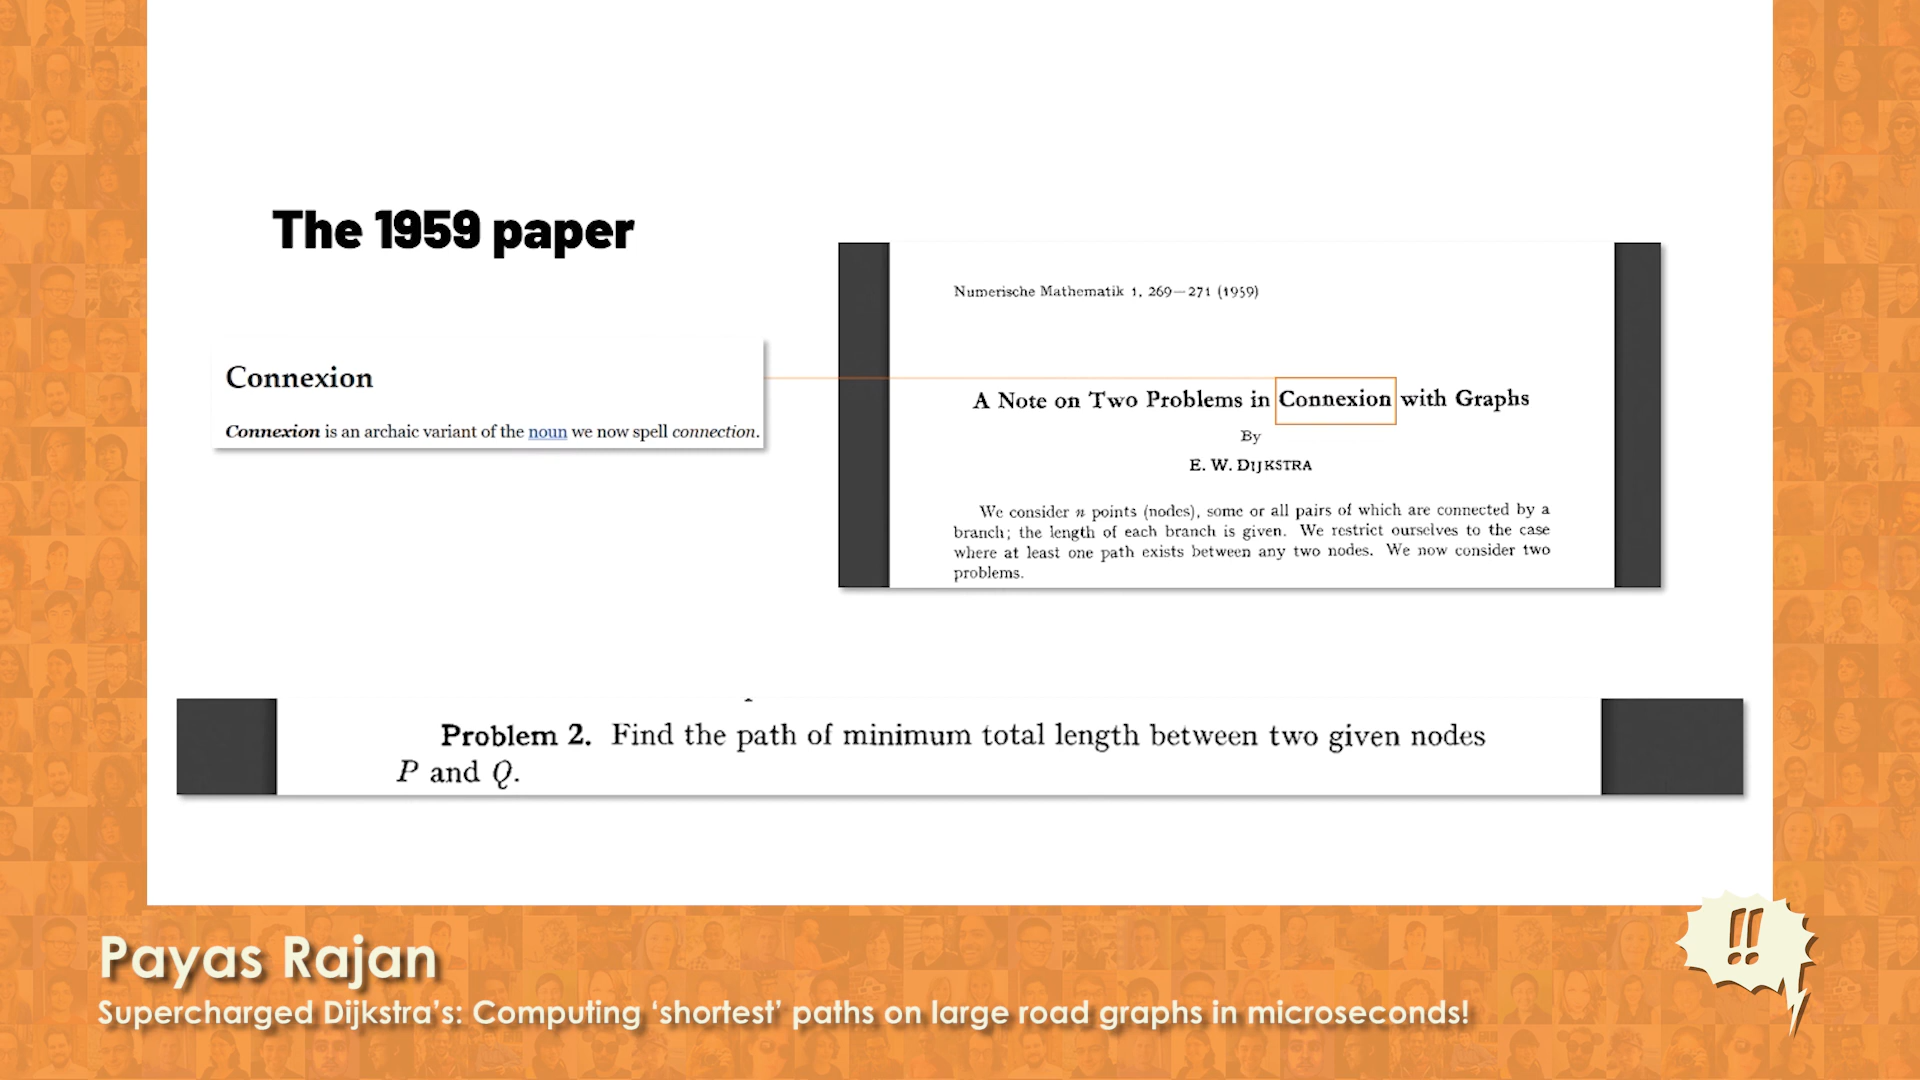 The 1959 paper
Connexion
Connexion is an archaic variant of the noun we now spell connection.
Numerische Mathematik 1, 269—271 (1959)
A Note on Two Problems in Connexion with Graphs
By
E. W. DIJKSTRA
We consider n points (nodes), some or all pairs of which are connected by a
branch; the length of each branch is given. We restrict ourselves to the case
where at least one path exists between any two nodes. We now consider two
problems.
Problem 2. Find the path of minimum total length between two given nodes
P and Q.
Payas Rajan
Supercharged Dijkstra's: Computing ‘shortest’ paths on large road graphs in microseconds!
!!